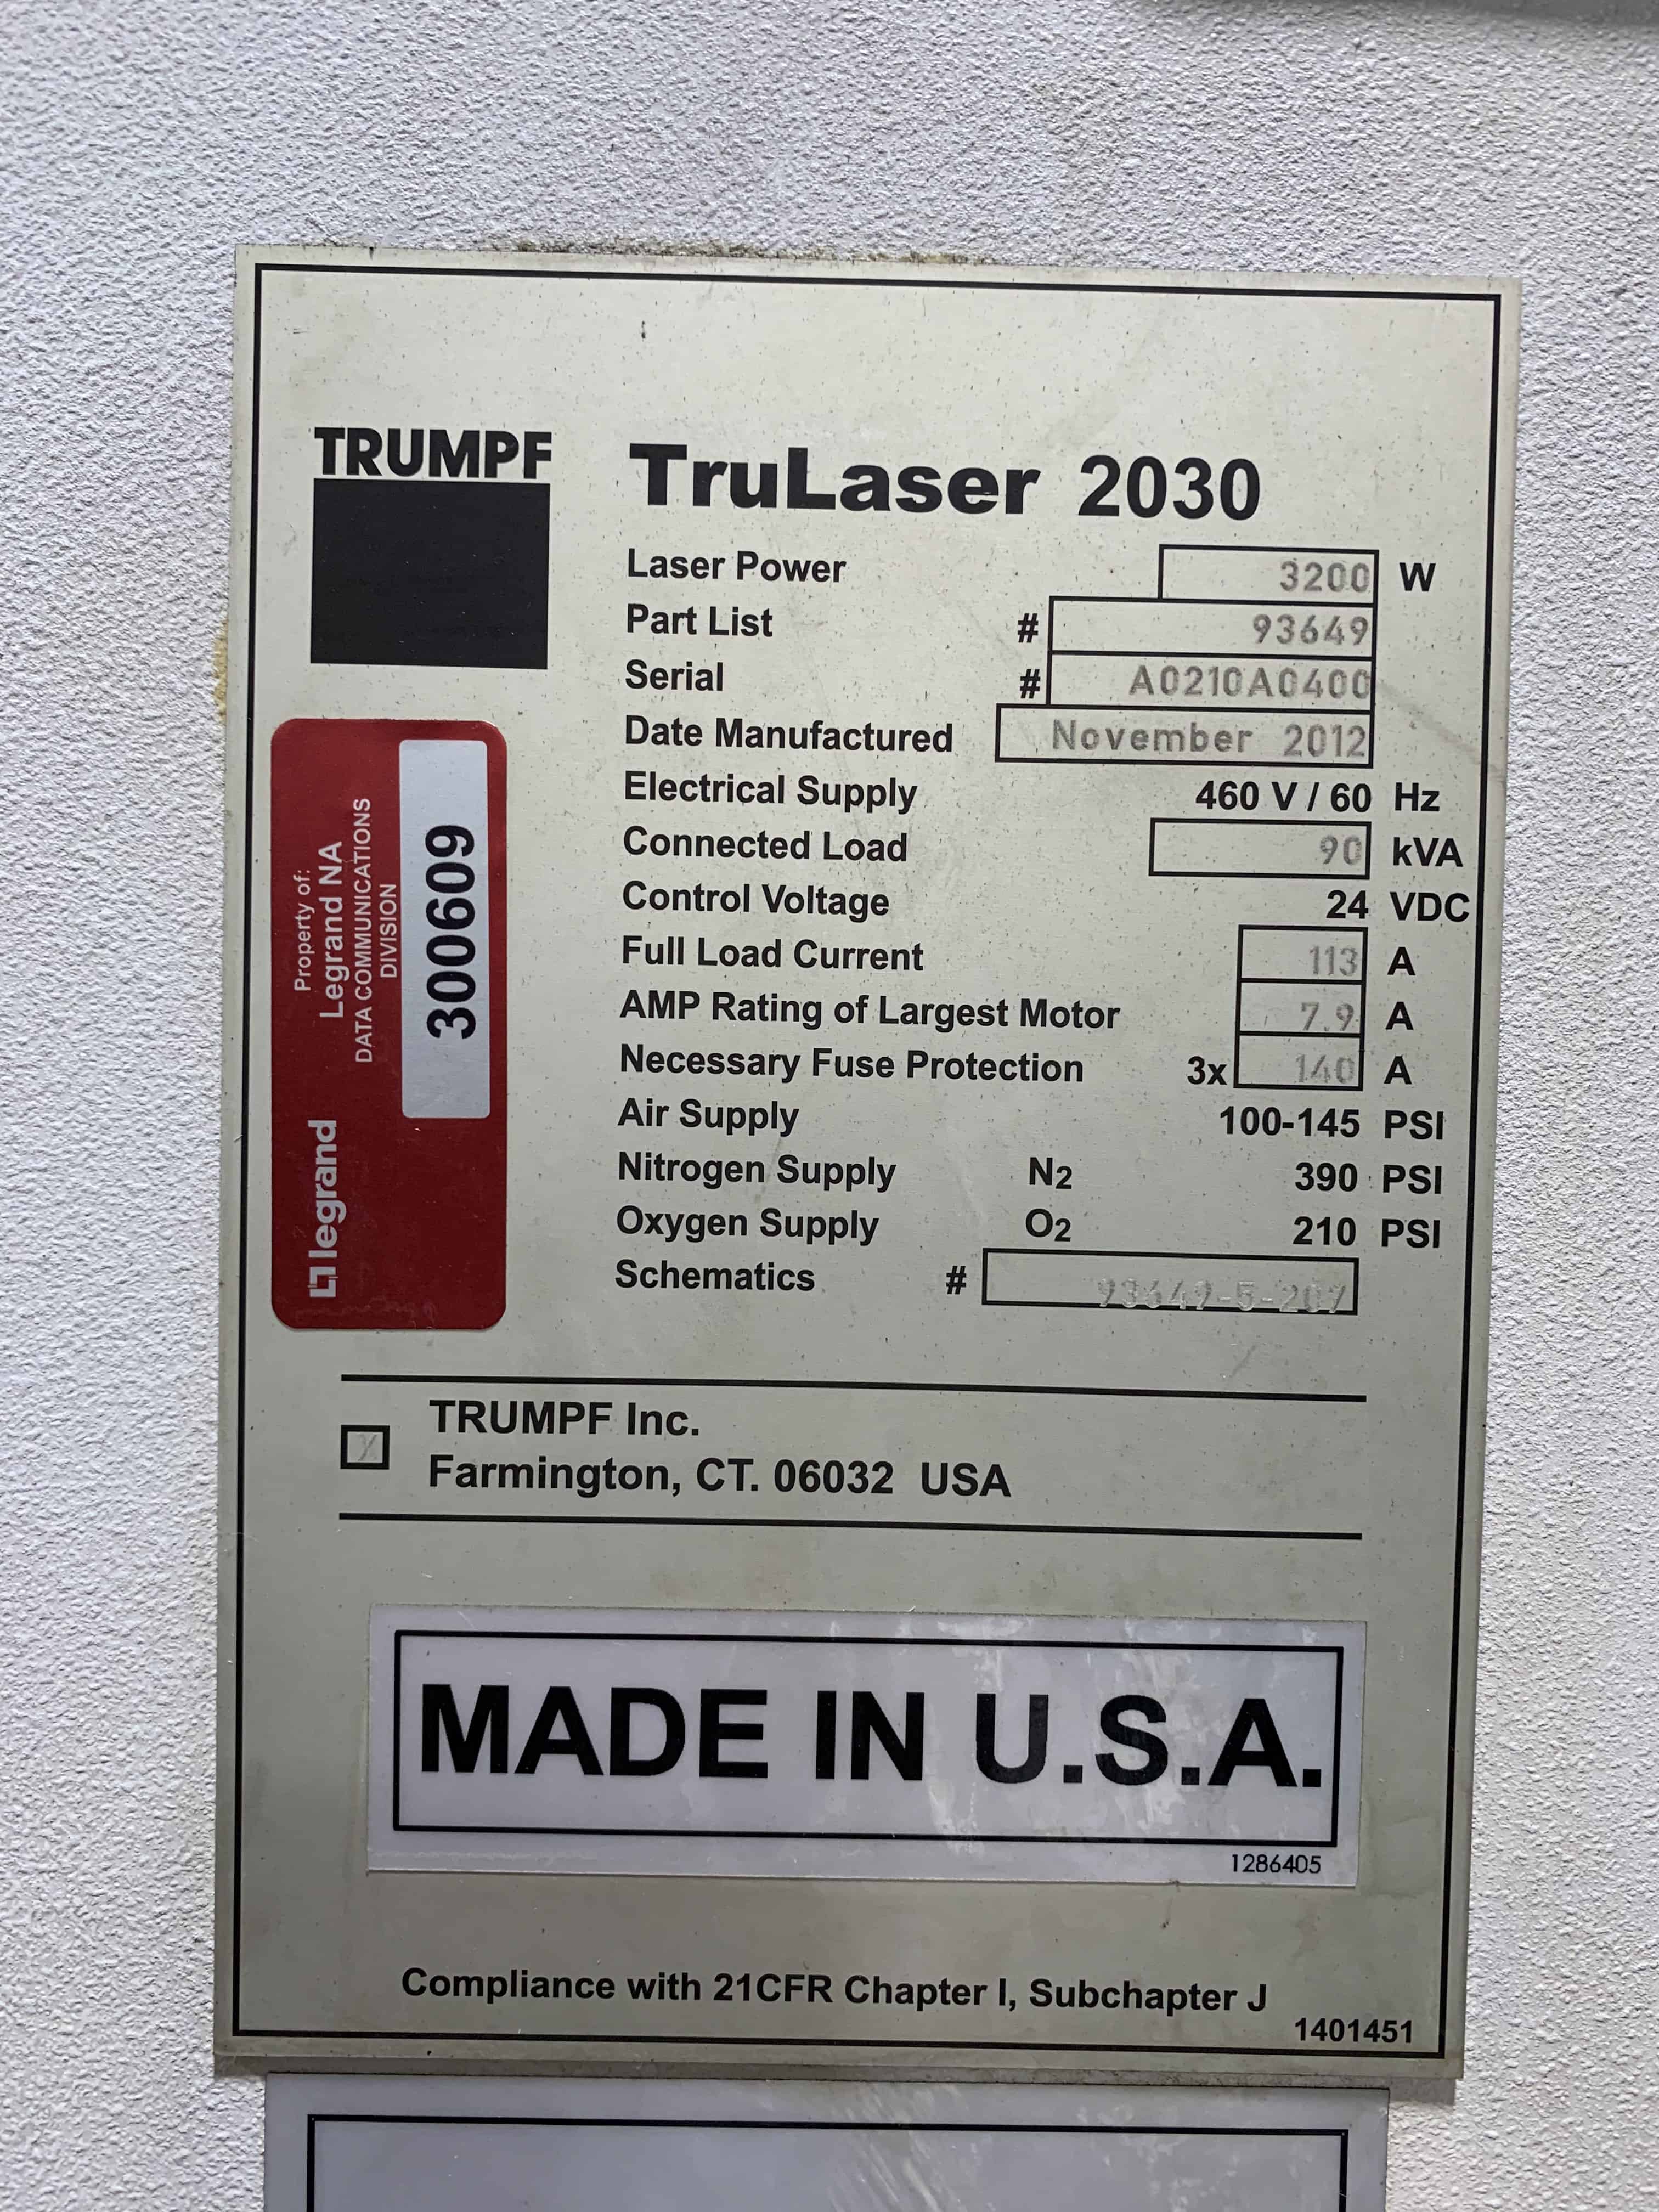 TRUMPF
TruLaser 2030
Laser Power 3200 W
Part List # 93649
Serial # A0210A0400
Date Manufactured November 2012
Electrical Supply 460 V / 60 Hz
Connected Load 90 kVA
Control Voltage 24 VDC
Full Load Current 113 A
AMP Rating of Largest Motor 7.9 A
Necessary Fuse Protection 3x 140 A
Air Supply 100-145 PSI
Nitrogen Supply N2 390 PSI
Oxygen Supply O2 210 PSI
Schematics #
Property of:
Legrand NA
DATA COMMUNICATIONS
DIVISION
300609
legrand
X
TRUMPF Inc.
Farmington, CT. 06032 USA
MADE IN U.S.A.
1286405
Compliance with 21CFR Chapter I, Subchapter J
1401451